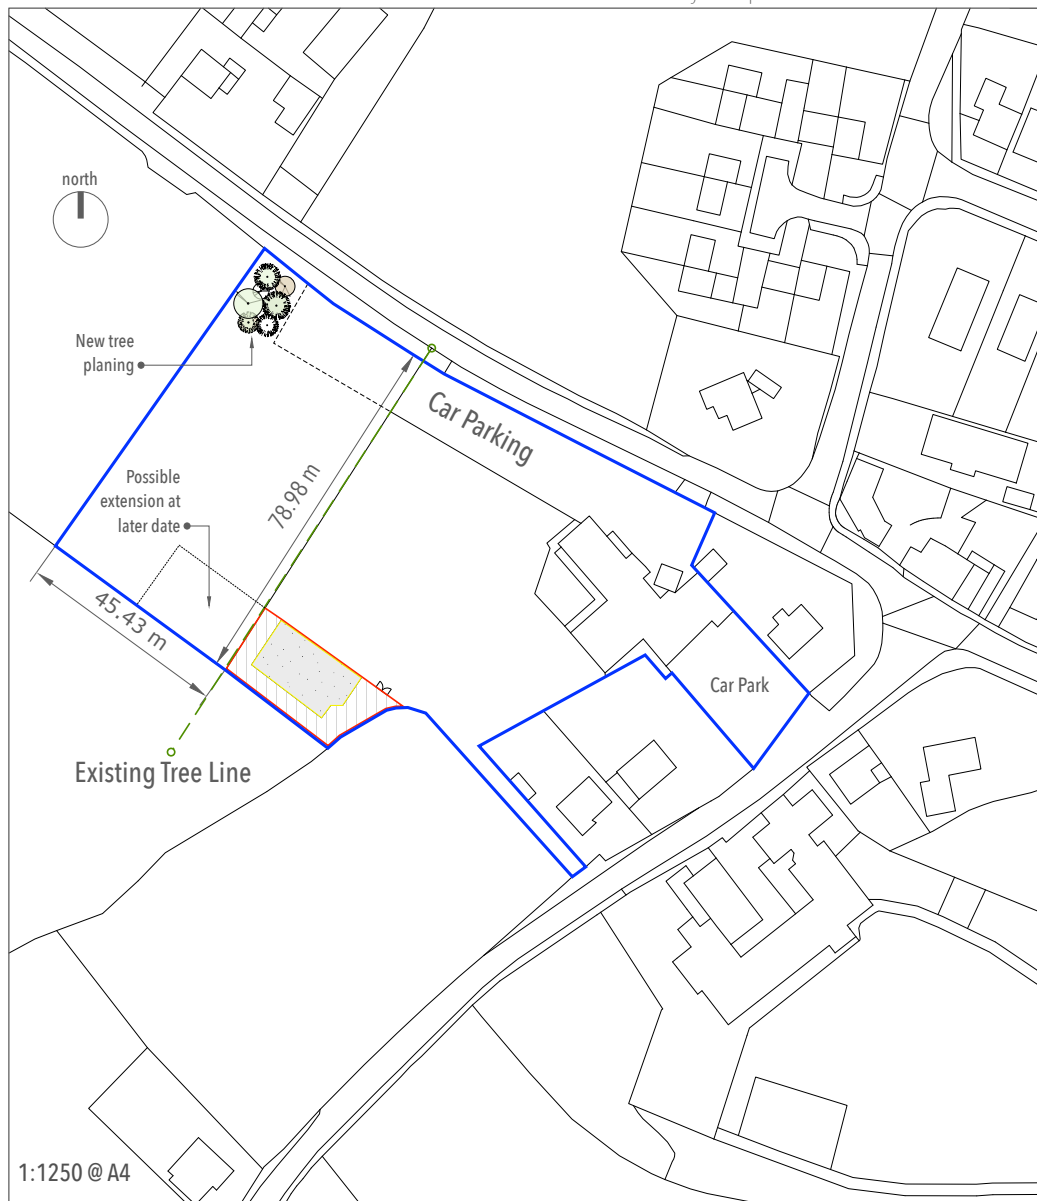 north
New tree
planing
Car Parking
78.98 m
Possible
extension at
later date
45.43 m
Car Park
Existing Tree Line
1:1250 @ A4